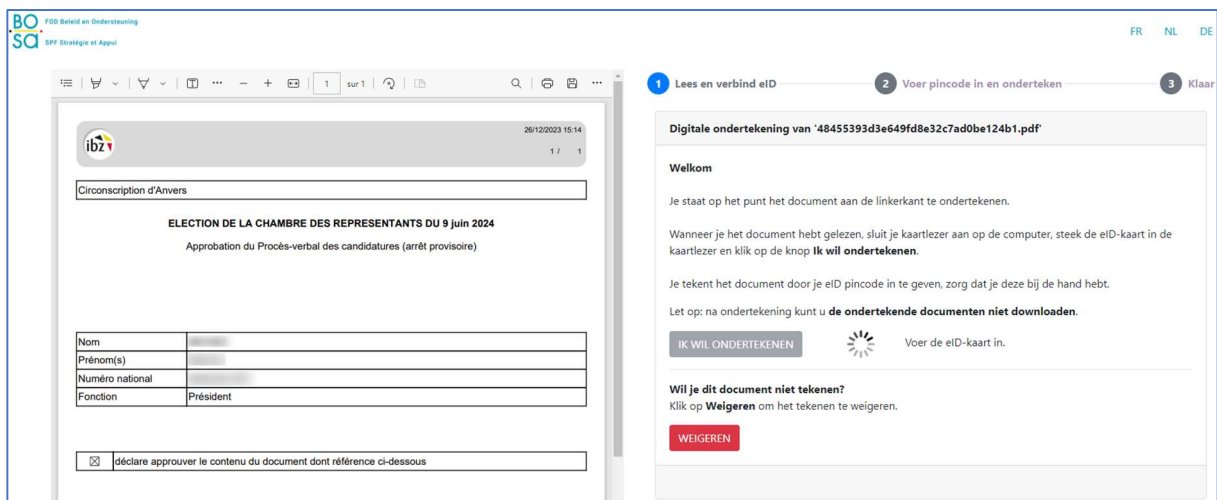 BO FOD Beleid en Ondersteuning
SA SPF Stratégie et Appui
FR NL DE
1 sur 1
1 Lees en verbind eID 2 Voer pincode in en onderteken 3 Klaar
ibz
26/12/2023 15:14
1 / 1
Circonscription d'Anvers
ELECTION DE LA CHAMBRE DES REPRESENTANTS DU 9 juin 2024
Approbation du Procès-verbal des candidatures (arrêt provisoire)
Nom
Prénom(s)
Numéro national
Fonction Président
déclare approuver le contenu du document dont référence ci-dessous
Digitale ondertekening van '48455393d3e649fd8e32c7ad0be124b1.pdf'
Welkom
Je staat op het punt het document aan de linkerkant te ondertekenen.
Wanneer je het document hebt gelezen, sluit je kaartlezer aan op de computer, steek de eID-kaart in de
kaartlezer en klik op de knop Ik wil ondertekenen.
Je tekent het document door je eID pincode in te geven, zorg dat je deze bij de hand hebt.
Let op: na ondertekening kunt u de ondertekende documenten niet downloaden.
IK WIL ONDERTEKENEN Voer de eID-kaart in.
Wil je dit document niet tekenen?
Klik op Weigeren om het tekenen te weigeren.
WEIGEREN